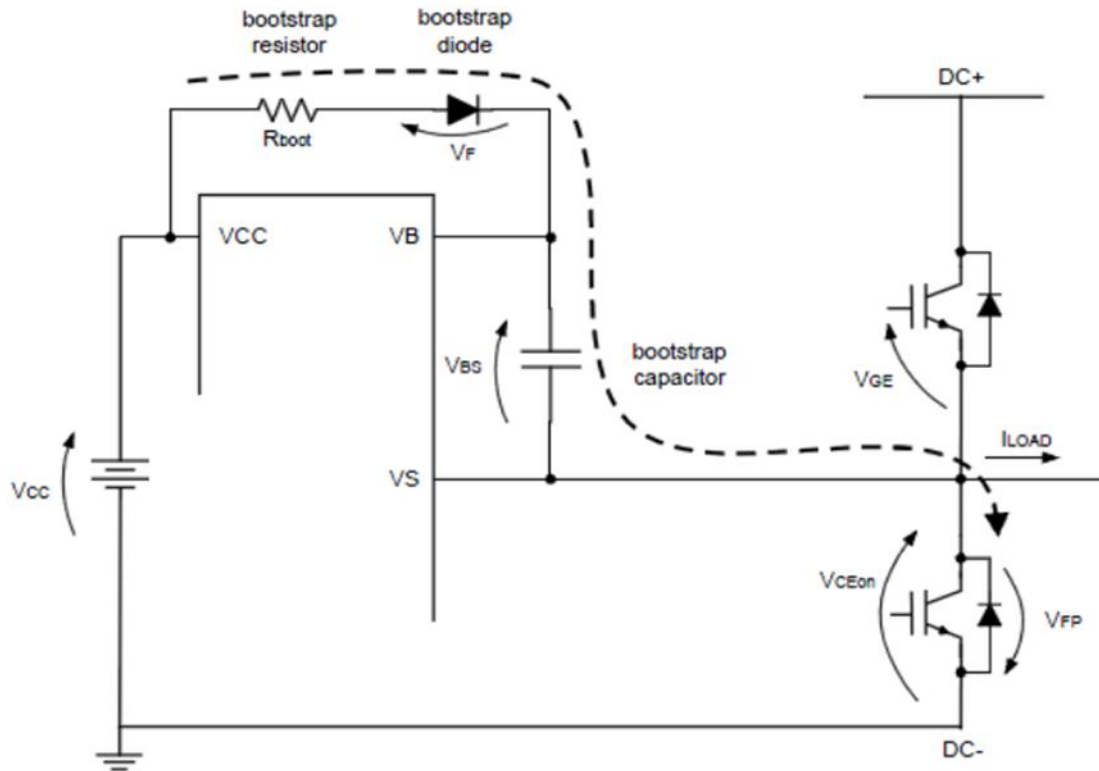 bootstrap
resistor
bootstrap
diode
DC+
Rboot
VF
VCC
VB
VBS
bootstrap
capacitor
VGE
ILOAD
VCC
VS
VCEon
VFP
DC-